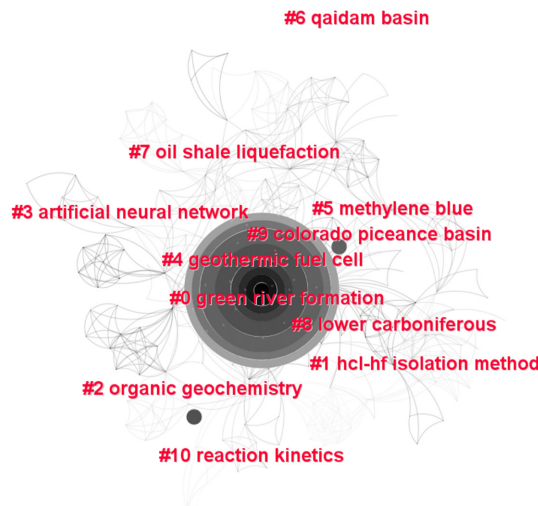 #6 qaidam basin
#7 oil shale liquefaction
#3 artificial neural network
#5 methylene blue
#9 colorado piceance basin
#4 geothermic fuel cell
#0 green river formation
#8 lower carboniferous
#1 hcl-hf isolation method
#2 organic geochemistry
#10 reaction kinetics